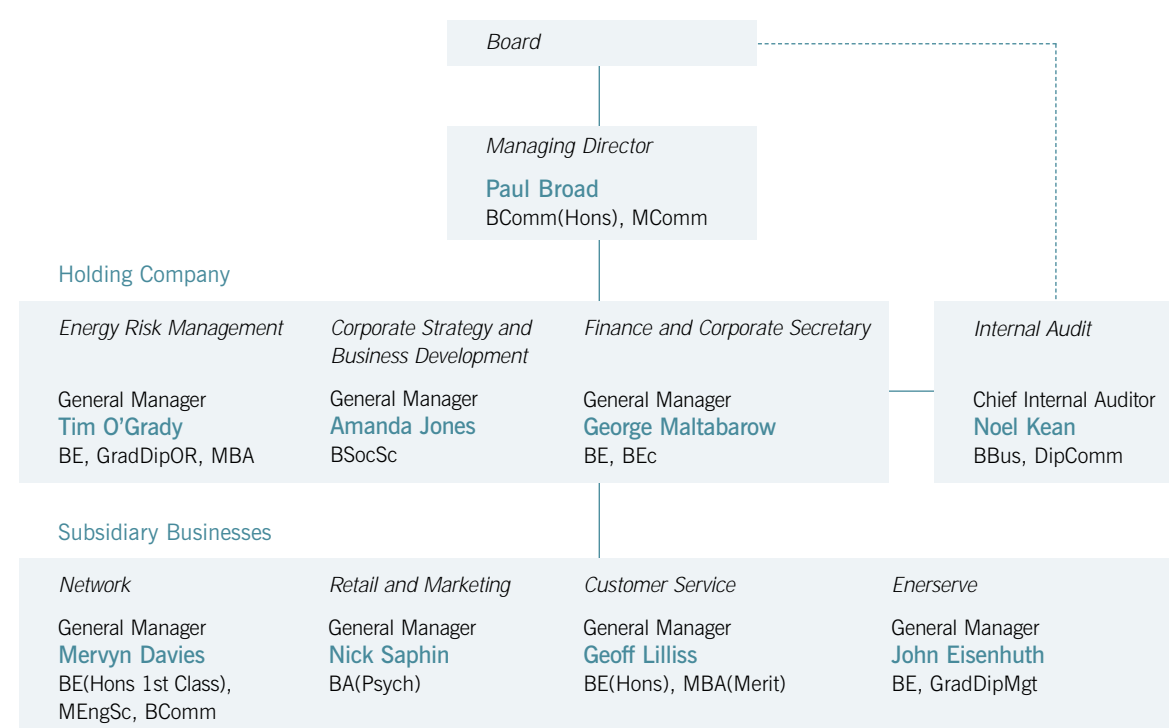 Board
Managing Director
Paul Broad
BComm(Hons), MComm
Holding Company
Energy Risk Management
General Manager
Tim O'Grady
BE, GradDipOR, MBA
Corporate Strategy and
Business Development
General Manager
Amanda Jones
BSocSc
Finance and Corporate Secretary
General Manager
George Maltabarow
BE, BEc
Internal Audit
Chief Internal Auditor
Noel Kean
BBus, DipComm
Subsidiary Businesses
Network
General Manager
Mervyn Davies
BE(Hons 1st Class),
MEngSc, BComm
Retail and Marketing
General Manager
Nick Saphin
BA(Psych)
Customer Service
General Manager
Geoff Lilliss
BE(Hons), MBA(Merit)
Enerserve
General Manager
John Eisenhuth
BE, GradDipMgt